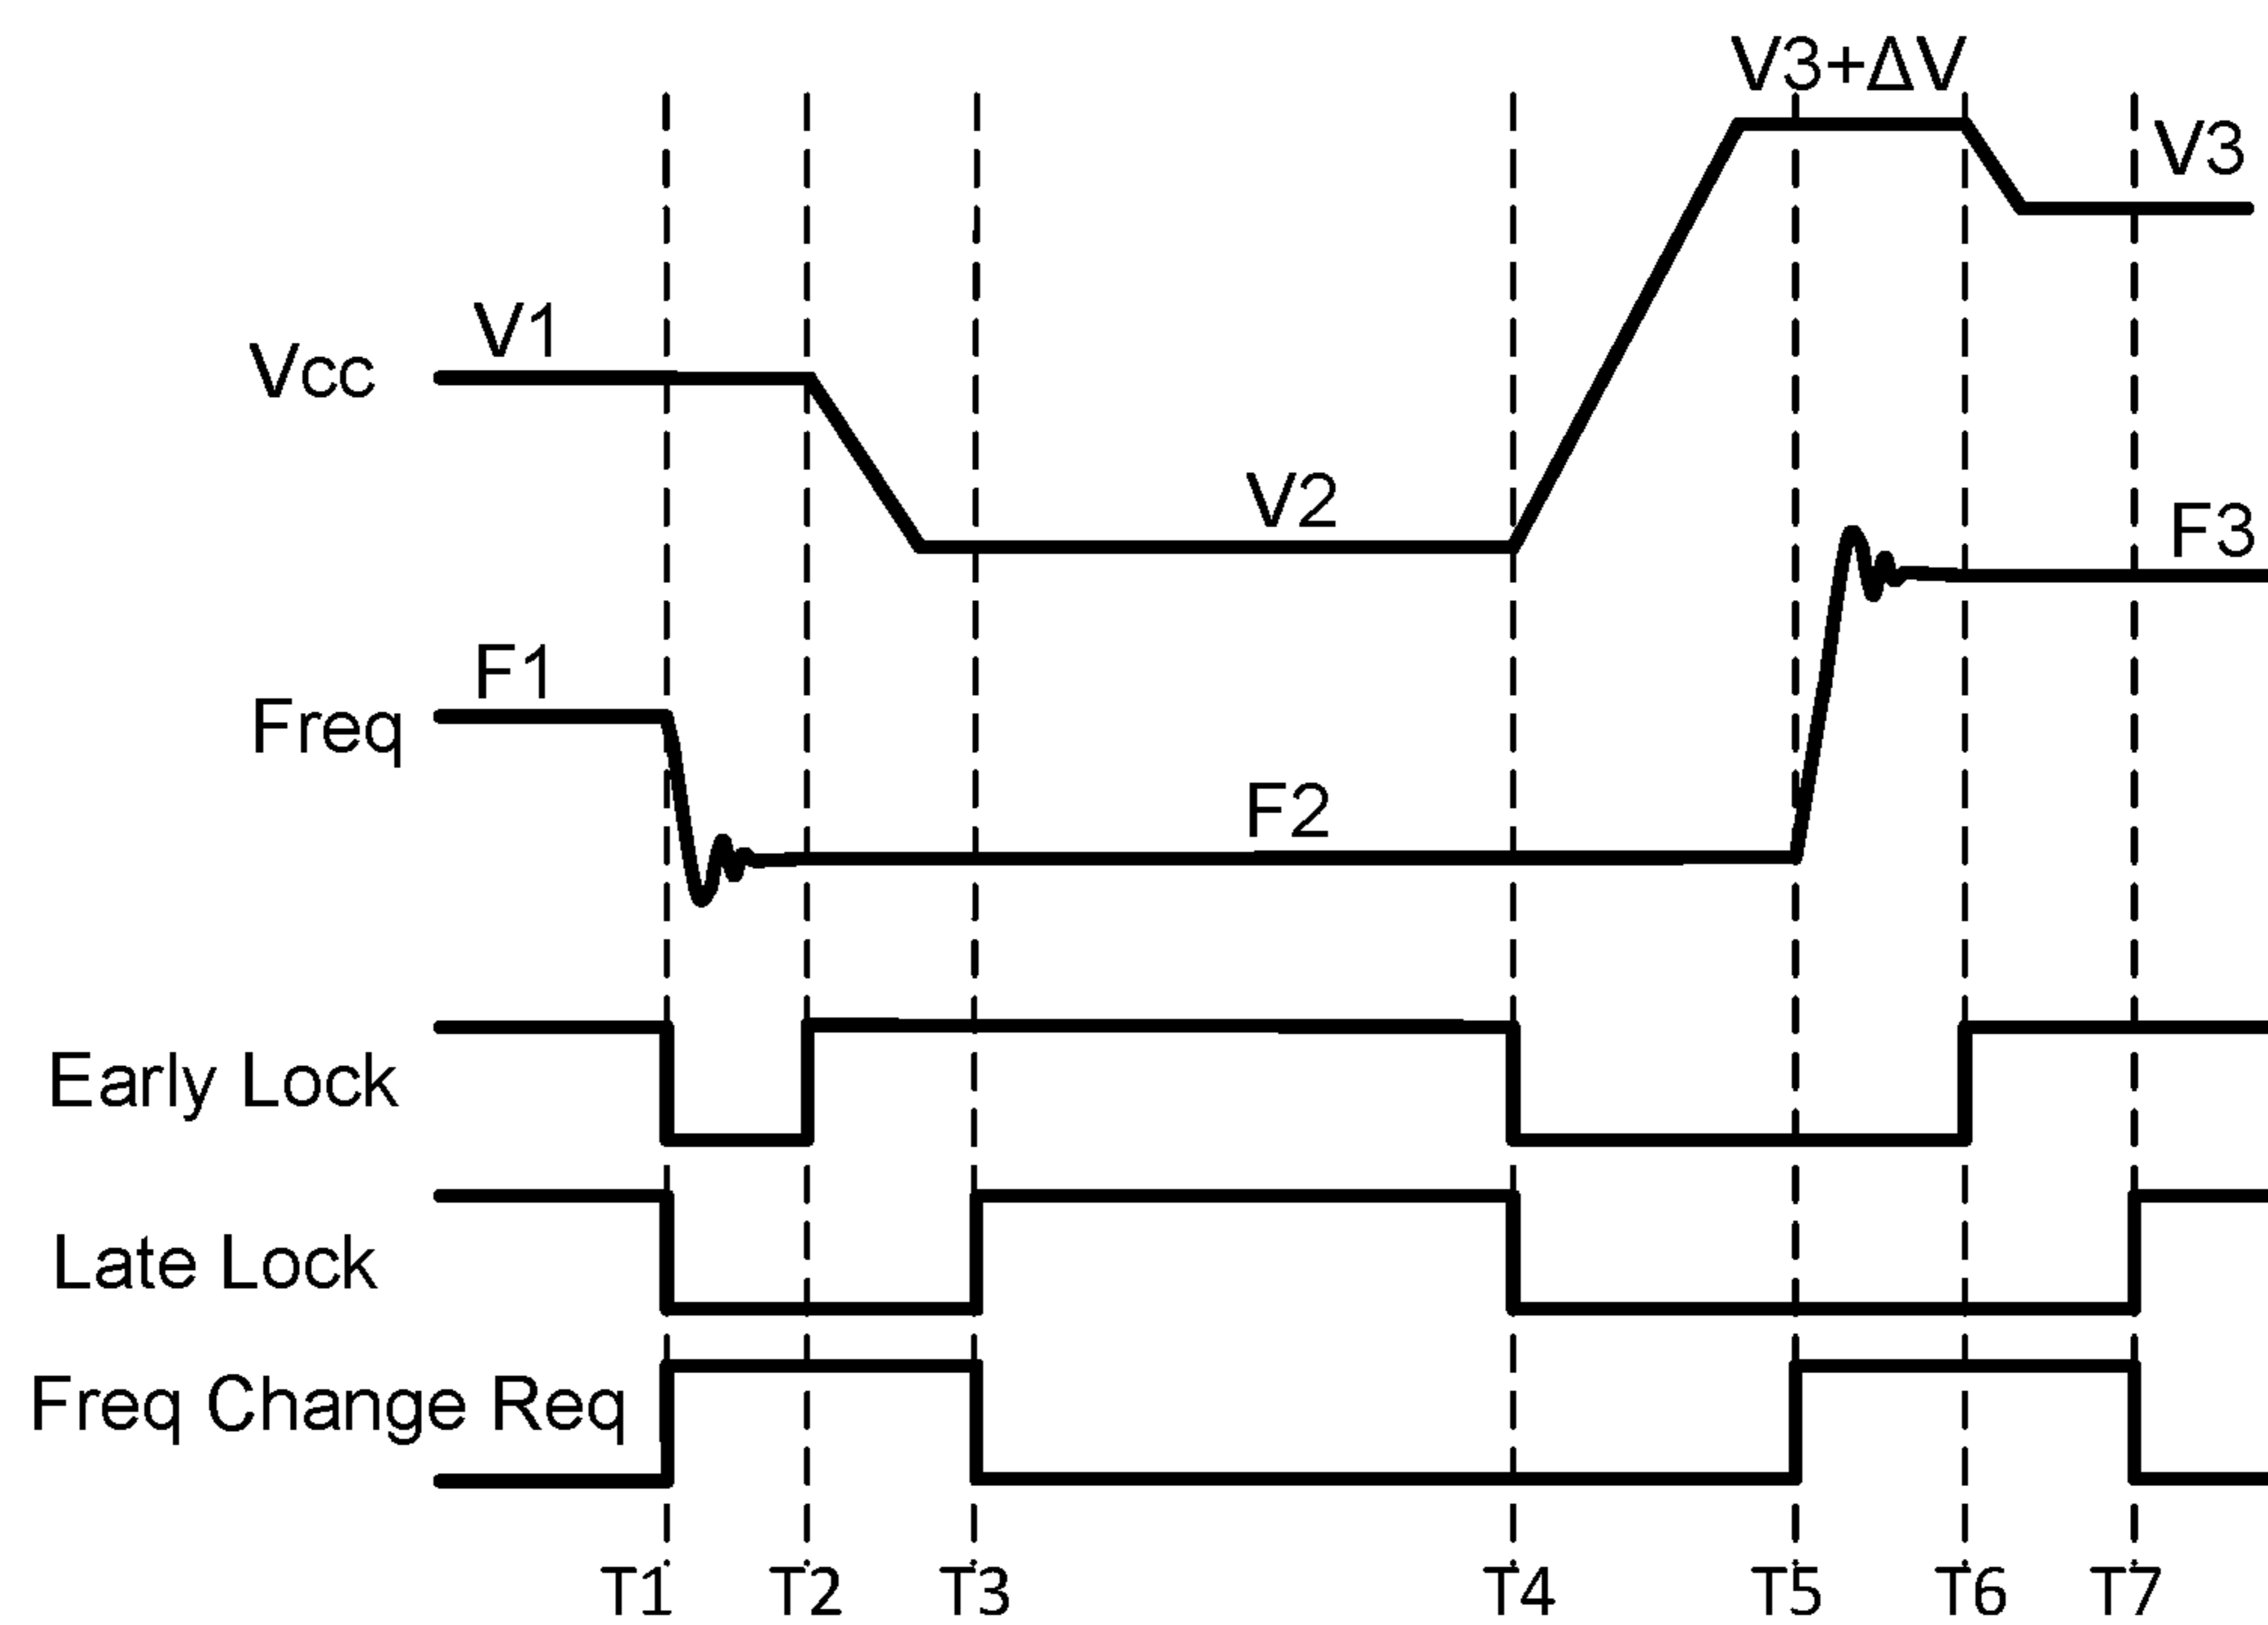 V3+ΔV
V3
V1
Vcc
V2
F3
F1
Freq
F2
Early Lock
Late Lock
Freq Change Req
T1 T2 T3 T4 T5 T6 T7